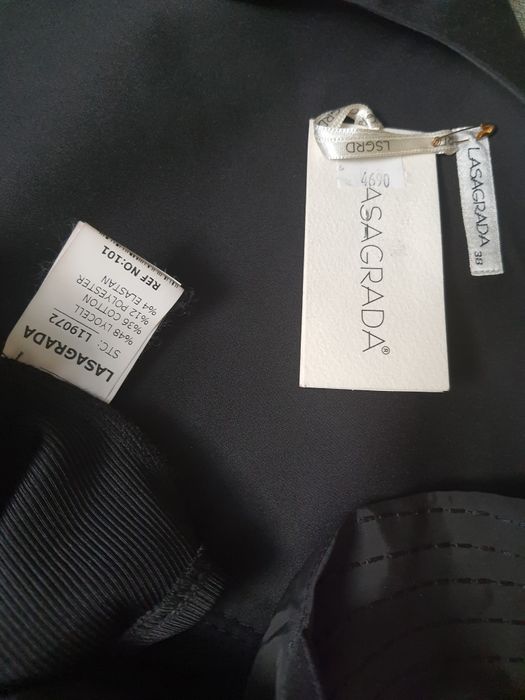 LSGRD
4690
LASAGRADA®
LASAGRADA
38
LASAGRADA
STC: L19072
%48 LYOCELL
%36 COTTON
%12 POLYESTER
%4 ELASTAN
REF NO:101